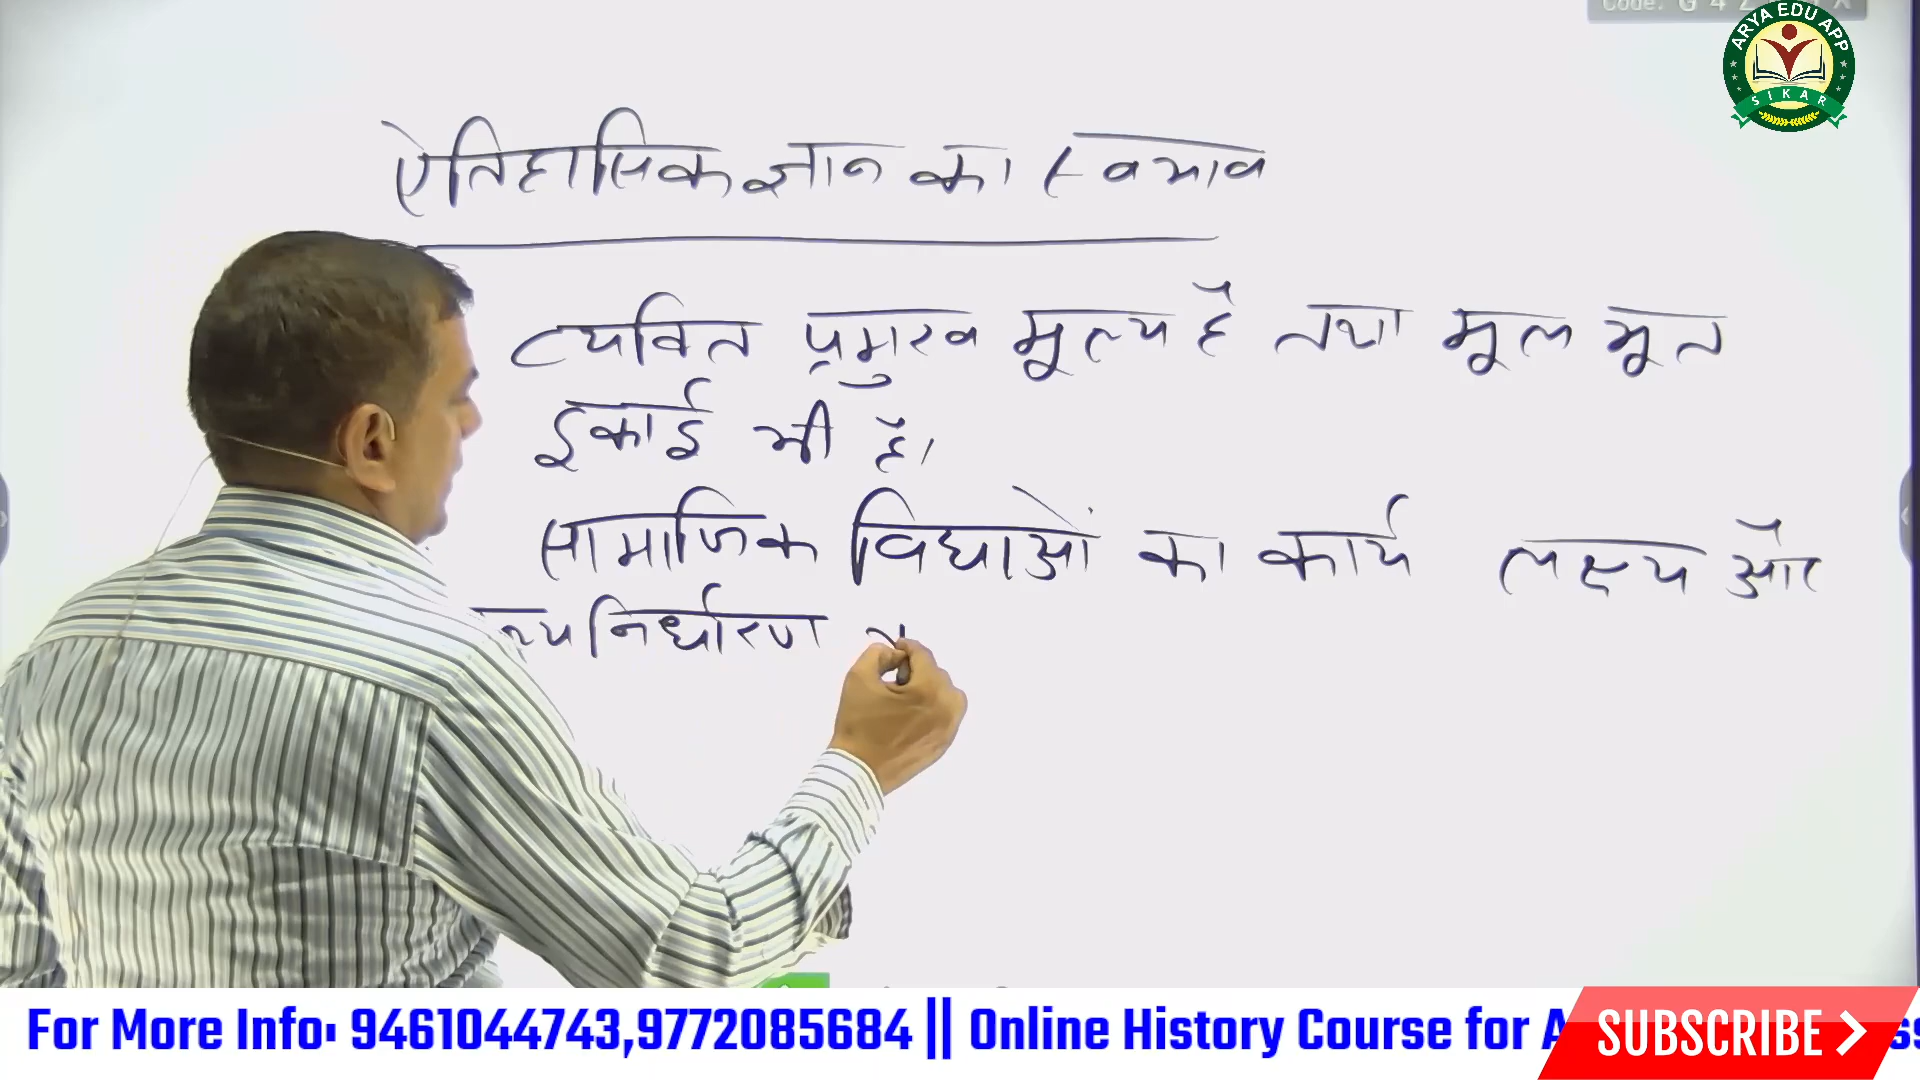 ARYA EDU APP
SIKAR
ऐतिहासिक ज्ञान का स्वभाव
व्यक्ति प्रमुख मूल्य है तथा मूल भूत
इकाई भी है।
सामाजिक विधाओं का कार्य लक्ष्य और
निर्धारण
For More Info: 9461044743,9772085684 || Online History Course for
SUBSCRIBE